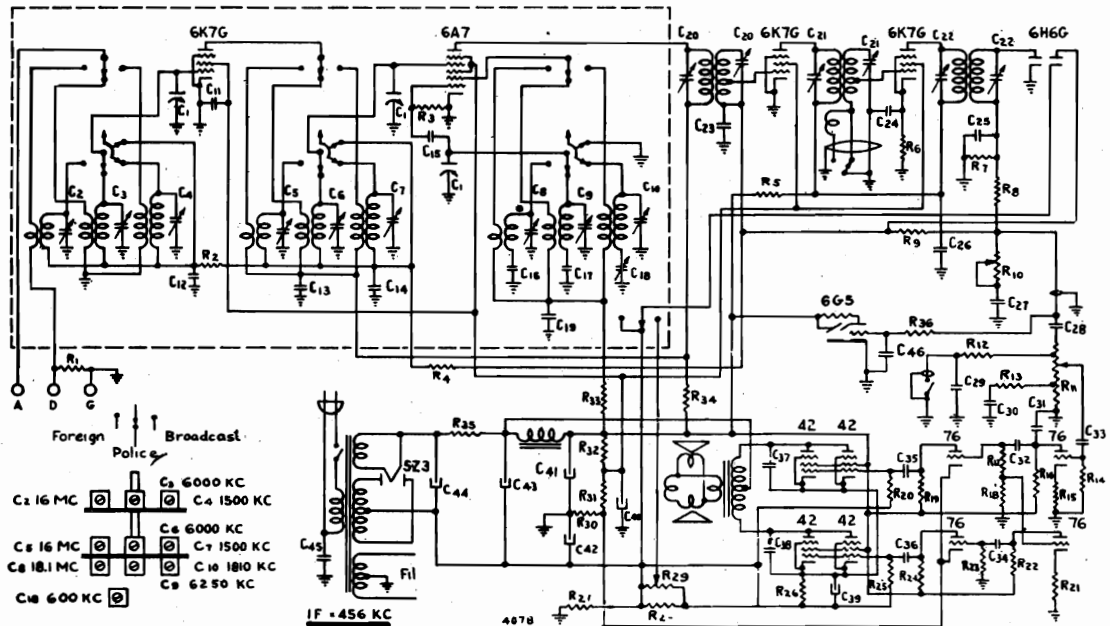 6K7G
6A7
C20
C20
6K7G
C21
C21
6K7G
C22
C22
6H6G
C11
C1
C1
R3
C15
C1
C23
C24
R6
C25
R7
R8
C2
C3
C4
C5
C6
C7
C8
C9
C10
R5
R9
C26
R10
C27
R2
C12
C13
C14
C16
C17
C18
C19
6G5
R36
C28
C46
R12
R1
R4
C29
R13
R11
C30
C31
A D G
R33
R34
C33
Foreign
Broadcast
Police
R35
R32
42 42
76
76
5Z3
C37
C35
C32
C3 6000 KC
C2 16 MC
C4 1500 KC
C44
C43
C41
R31
R20
R19
R18
R16
R15
R14
C6 6000 KC
R30
C40
42 42
76
76
C5 16 MC
C7 1500 KC
C45
C42
C38
C36
C34
C8 18.1 MC
C10 1810 KC
C9 6250 KC
Fil
R29
R26
C39
R25
R24
R23
R22
C18 600 KC
R21
IF = 456 KC
407B